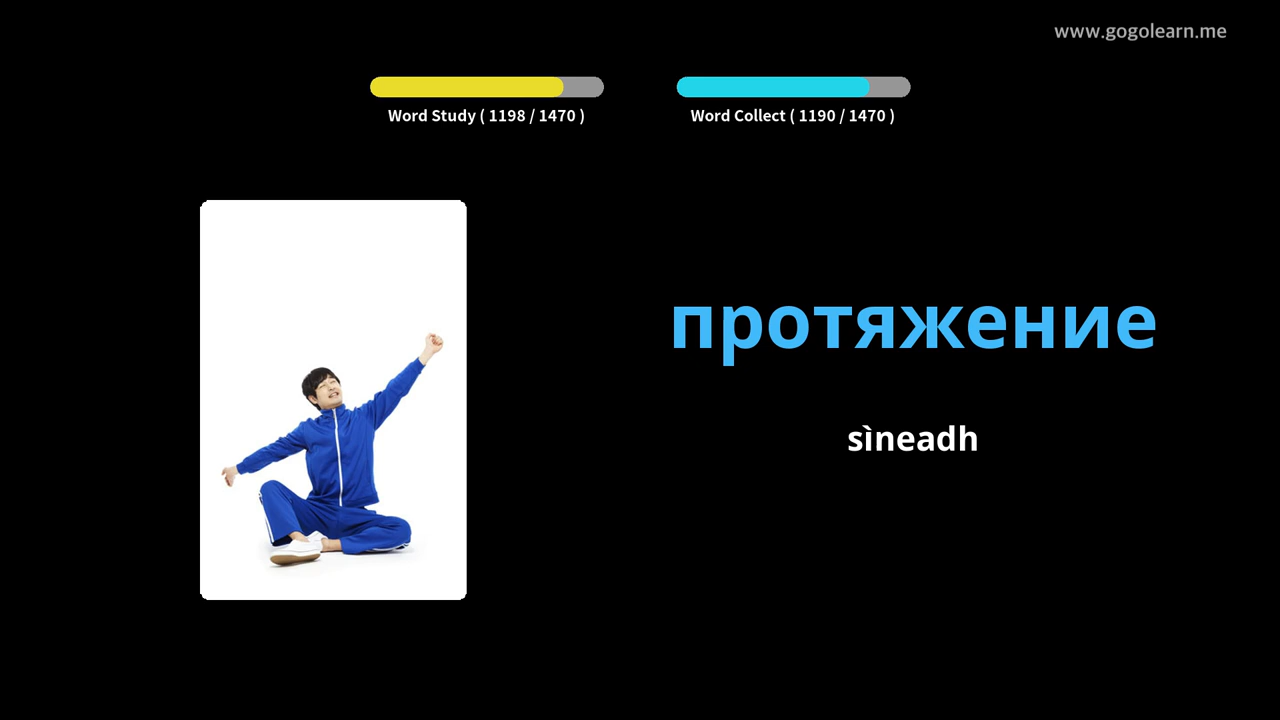 www.gogolearn.me
Word Study ( 1198 / 1470 )
Word Collect ( 1190 / 1470 )
протяжение
sìneadh